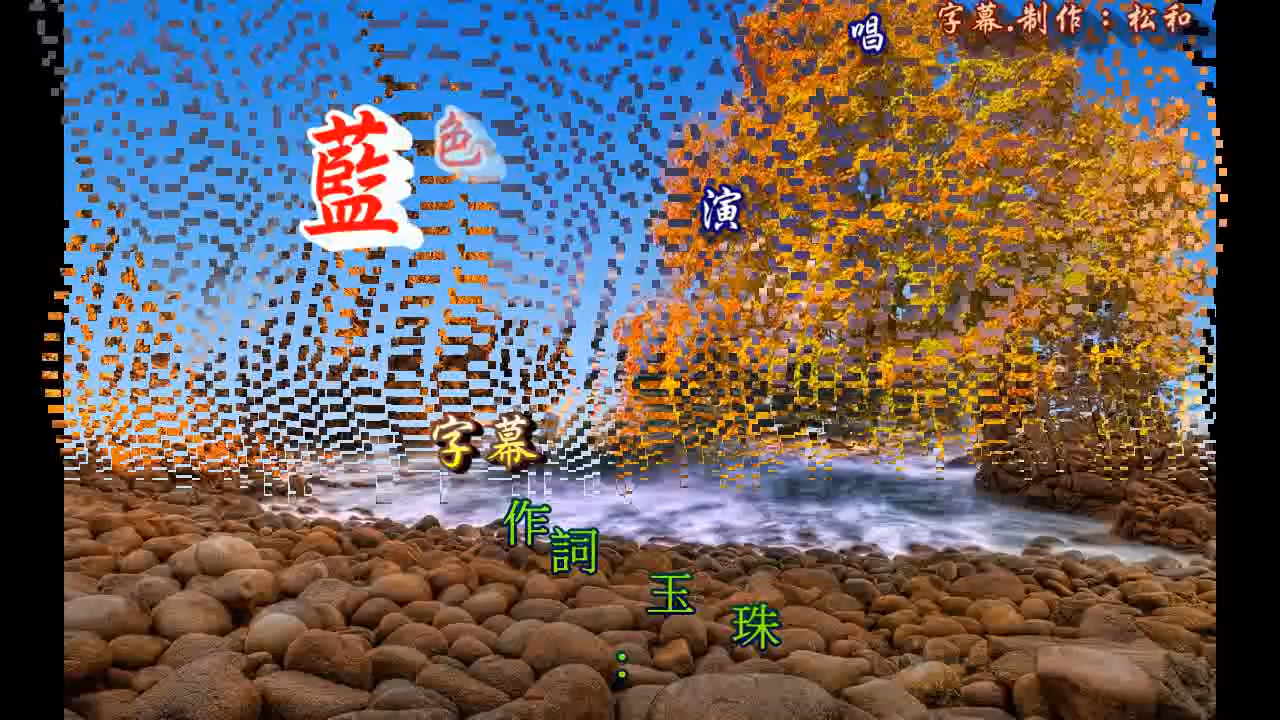 字幕.制作：松和
唱
藍色
演
字幕
作詞：玉珠